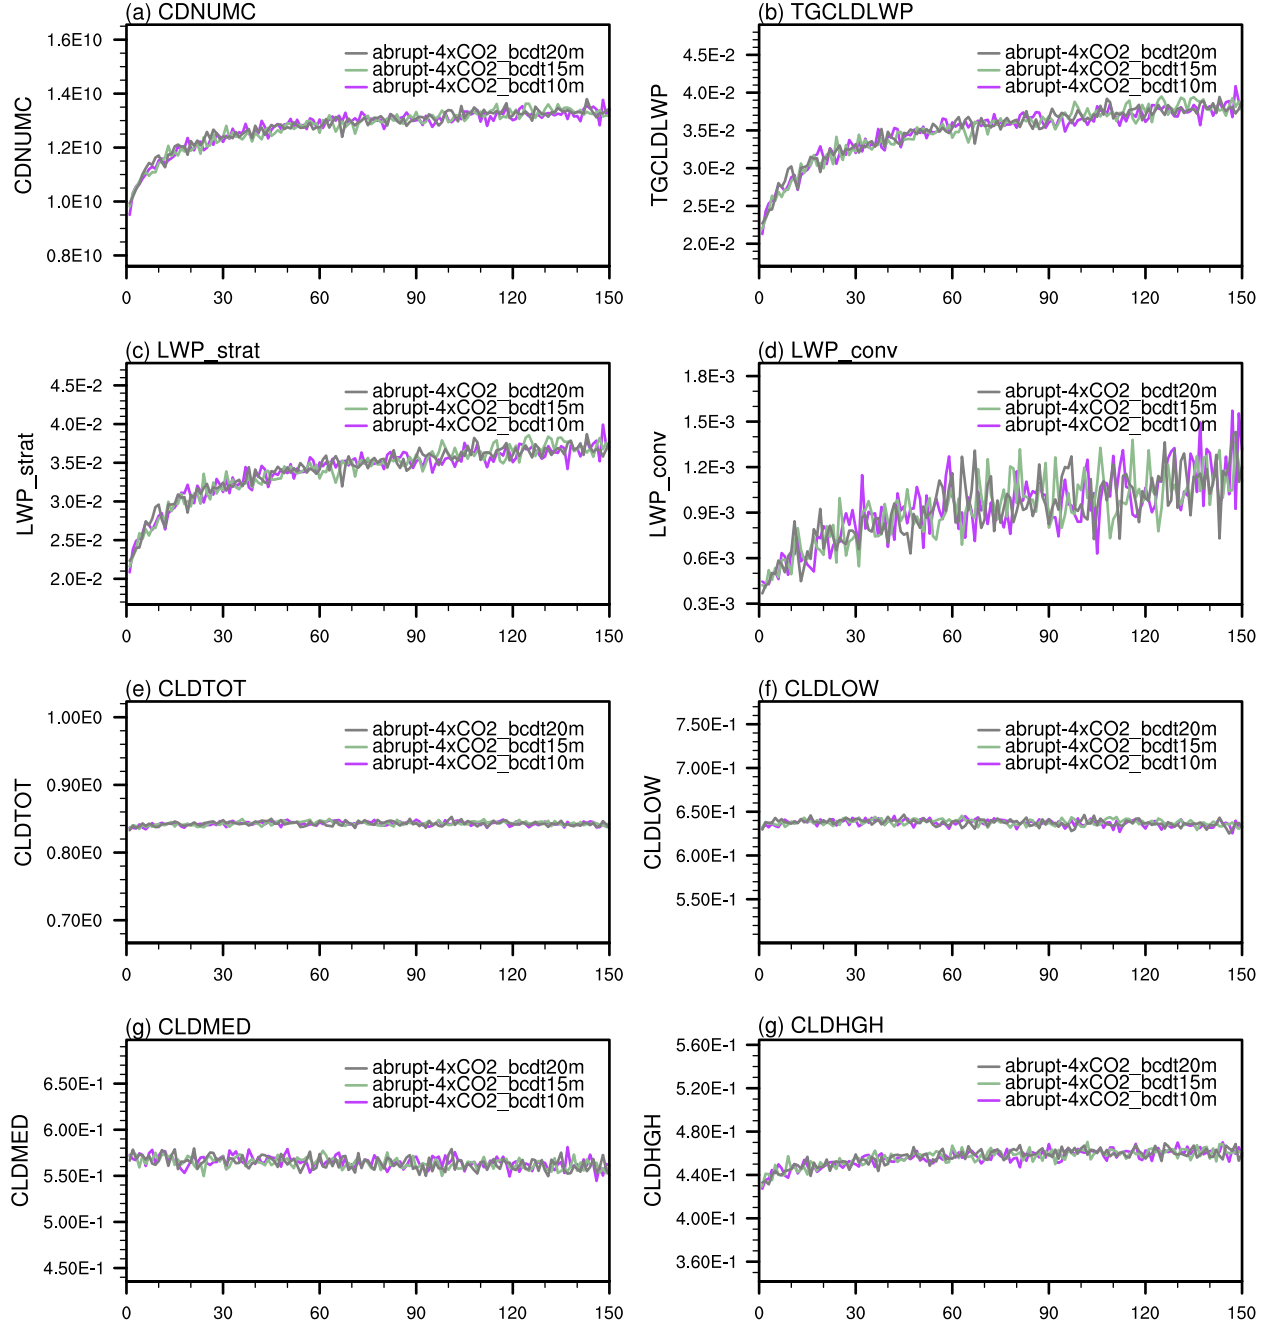 (a) CDNUMC
1.6E10
1.4E10
1.2E10
1.0E10
0.8E10
CDNUMC
abrupt-4xCO2_bcdt20m
abrupt-4xCO2_bcdt15m
abrupt-4xCO2_bcdt10m
0 30 60 90 120 150
(b) TGCLDLWP
4.5E-2
4.0E-2
3.5E-2
3.0E-2
2.5E-2
2.0E-2
TGCLDLWP
abrupt-4xCO2_bcdt20m
abrupt-4xCO2_bcdt15m
abrupt-4xCO2_bcdt10m
0 30 60 90 120 150
(c) LWP_strat
4.5E-2
4.0E-2
3.5E-2
3.0E-2
2.5E-2
2.0E-2
LWP_strat
abrupt-4xCO2_bcdt20m
abrupt-4xCO2_bcdt15m
abrupt-4xCO2_bcdt10m
0 30 60 90 120 150
(d) LWP_conv
1.8E-3
1.5E-3
1.2E-3
0.9E-3
0.6E-3
0.3E-3
LWP_conv
abrupt-4xCO2_bcdt20m
abrupt-4xCO2_bcdt15m
abrupt-4xCO2_bcdt10m
0 30 60 90 120 150
(e) CLDTOT
1.00E0
0.90E0
0.80E0
0.70E0
CLDTOT
abrupt-4xCO2_bcdt20m
abrupt-4xCO2_bcdt15m
abrupt-4xCO2_bcdt10m
0 30 60 90 120 150
(f) CLDLOW
7.50E-1
7.00E-1
6.50E-1
6.00E-1
5.50E-1
CLDLOW
abrupt-4xCO2_bcdt20m
abrupt-4xCO2_bcdt15m
abrupt-4xCO2_bcdt10m
0 30 60 90 120 150
(g) CLDMED
6.50E-1
6.00E-1
5.50E-1
5.00E-1
4.50E-1
CLDMED
abrupt-4xCO2_bcdt20m
abrupt-4xCO2_bcdt15m
abrupt-4xCO2_bcdt10m
0 30 60 90 120 150
(g) CLDHGH
5.60E-1
5.20E-1
4.80E-1
4.40E-1
4.00E-1
3.60E-1
CLDHGH
abrupt-4xCO2_bcdt20m
abrupt-4xCO2_bcdt15m
abrupt-4xCO2_bcdt10m
0 30 60 90 120 150